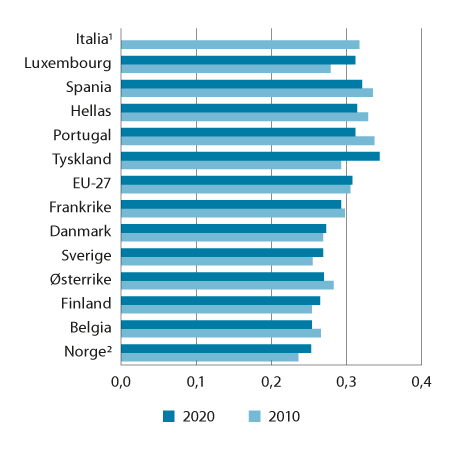 Italia¹
Luxembourg
Spania
Hellas
Portugal
Tyskland
EU-27
Frankrike
Danmark
Sverige
Østerrike
Finland
Belgia
Norge²
0,0 0,1 0,2 0,3 0,4
2020 2010